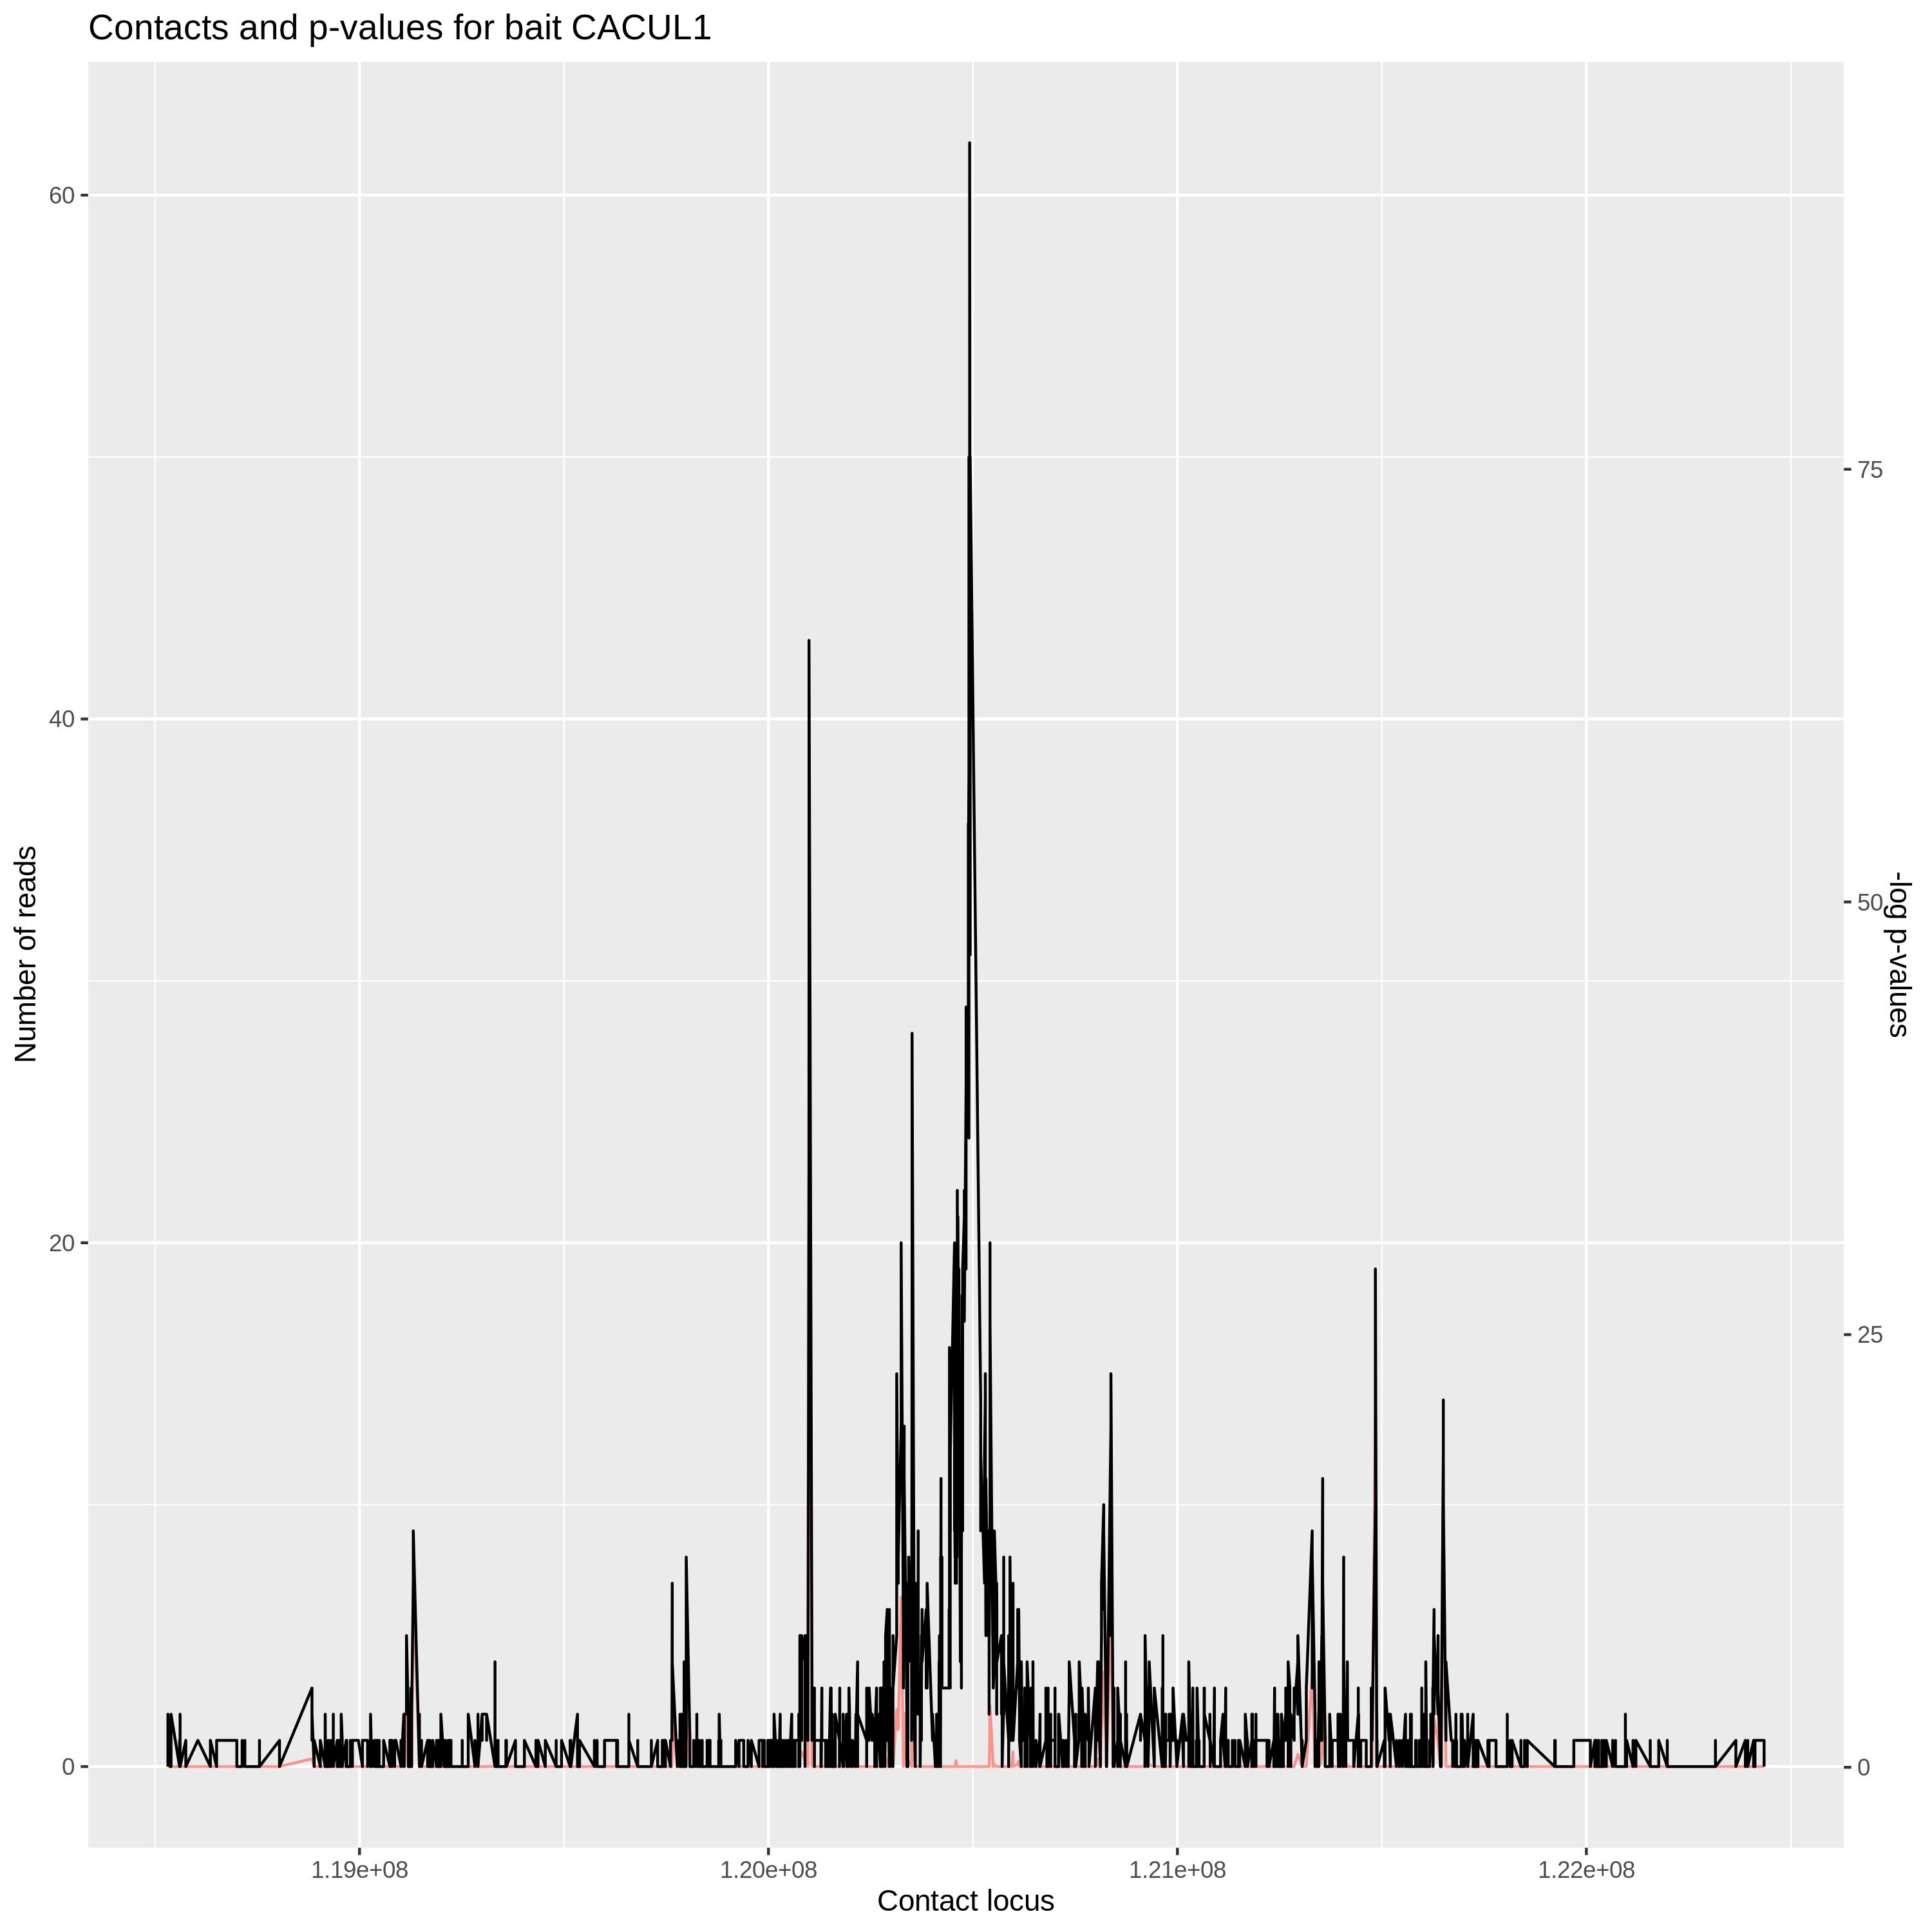 Contacts and p-values for bait CACUL1
60
40
20
0
75
50
25
0
Number of reads
-log p-values
1.19e+08
1.20e+08
1.21e+08
1.22e+08
Contact locus